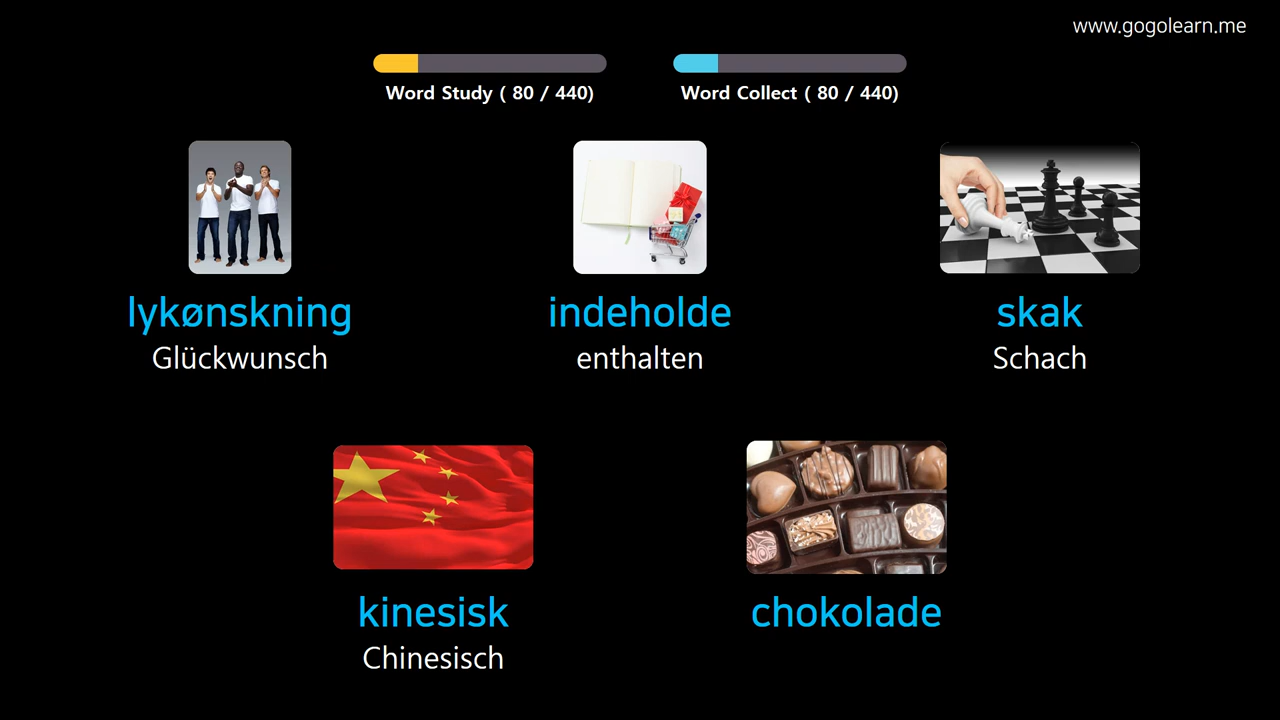 www.gogolearn.me
Word Study ( 80 / 440)
Word Collect ( 80 / 440)
lykønskning
Glückwunsch
indeholde
enthalten
skak
Schach
kinesisk
Chinesisch
chokolade